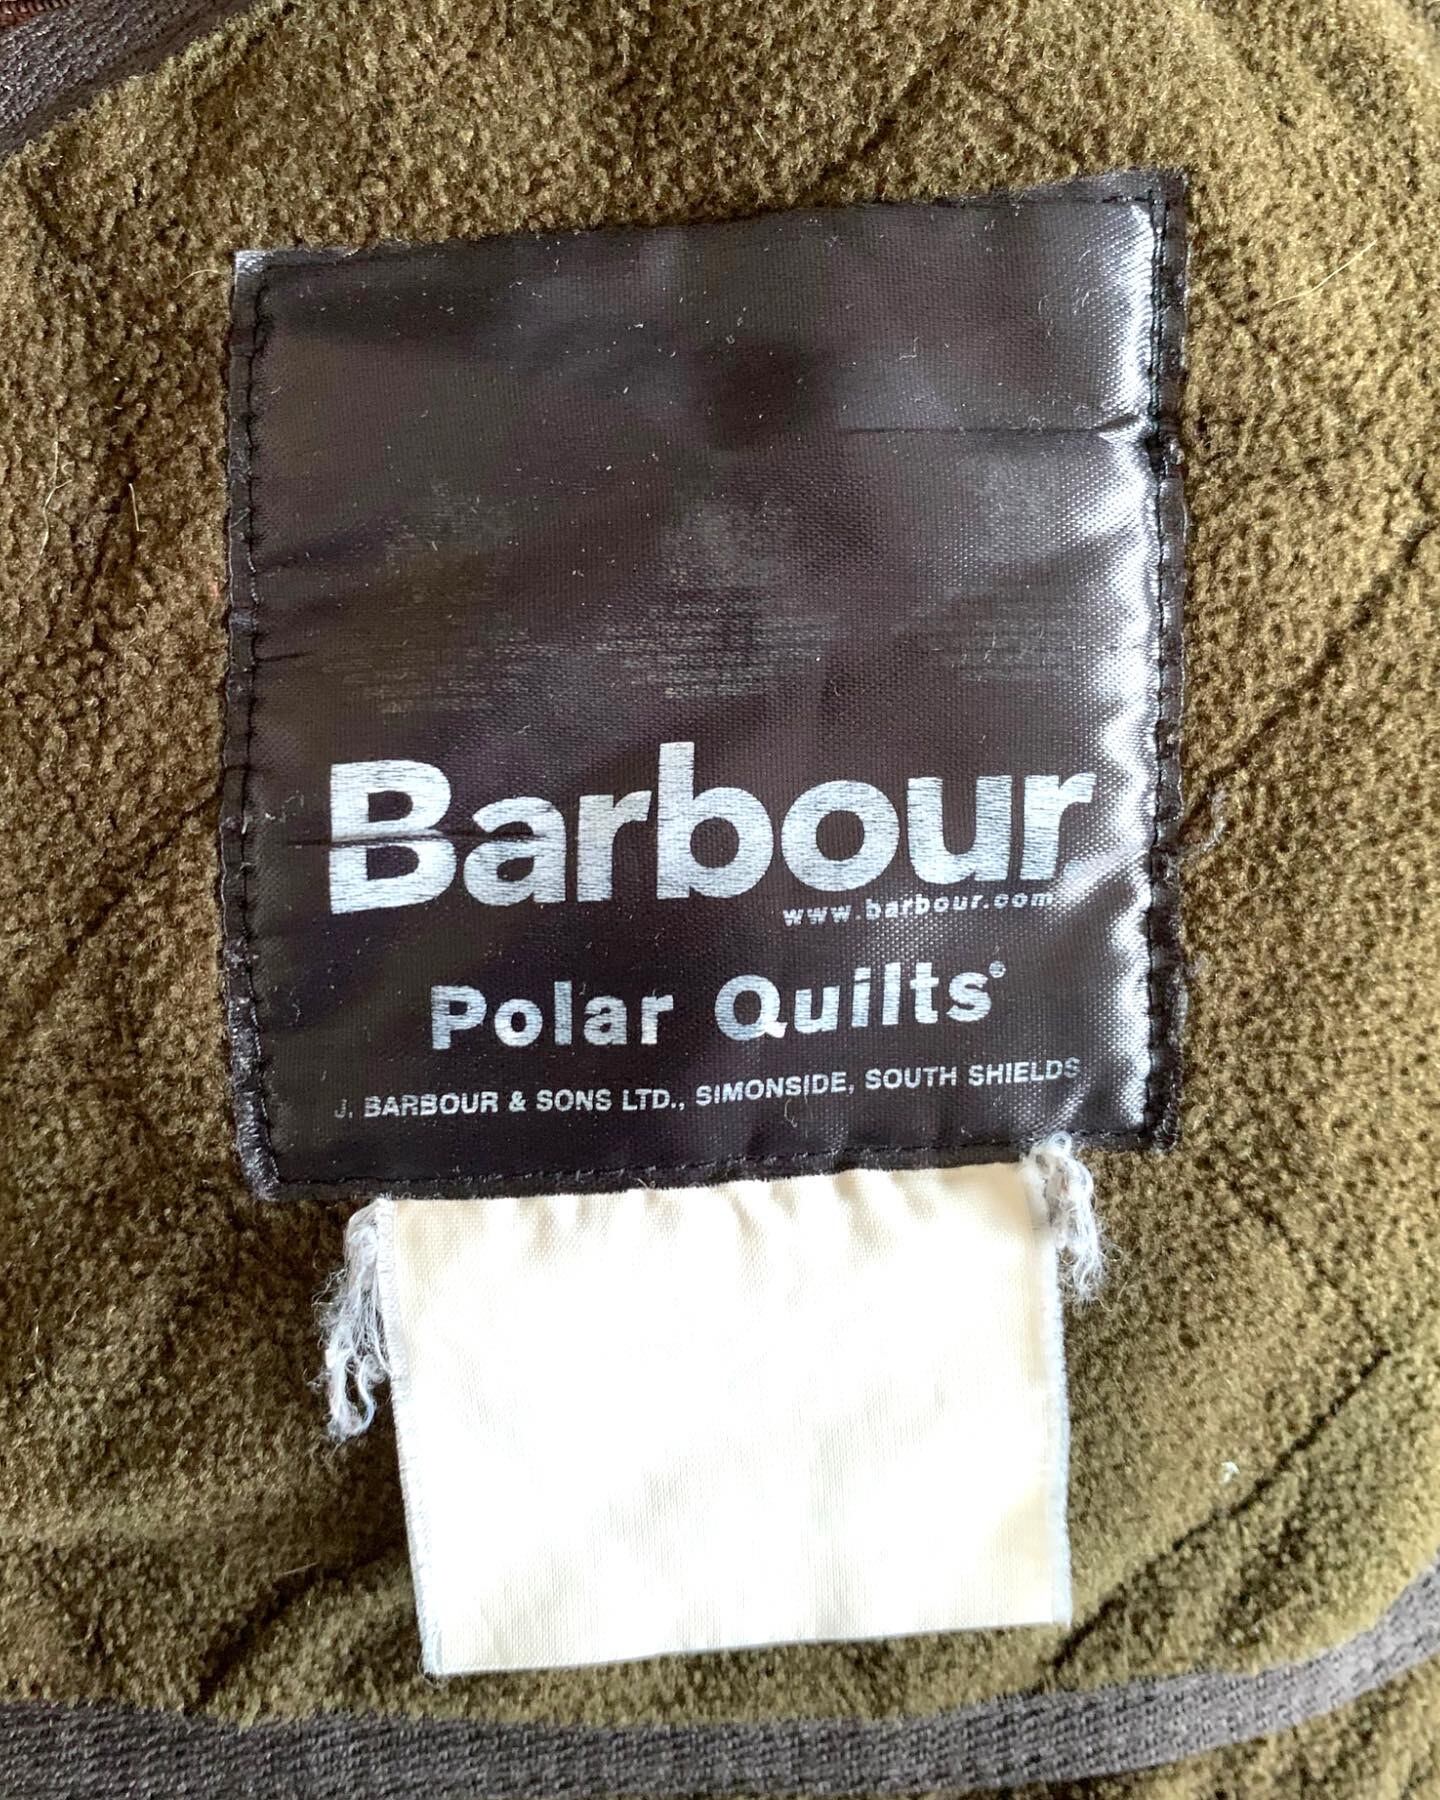 Barbour
www.barbour.com
Polar Quilts®
J. BARBOUR & SONS LTD., SIMONSIDE, SOUTH SHIELDS